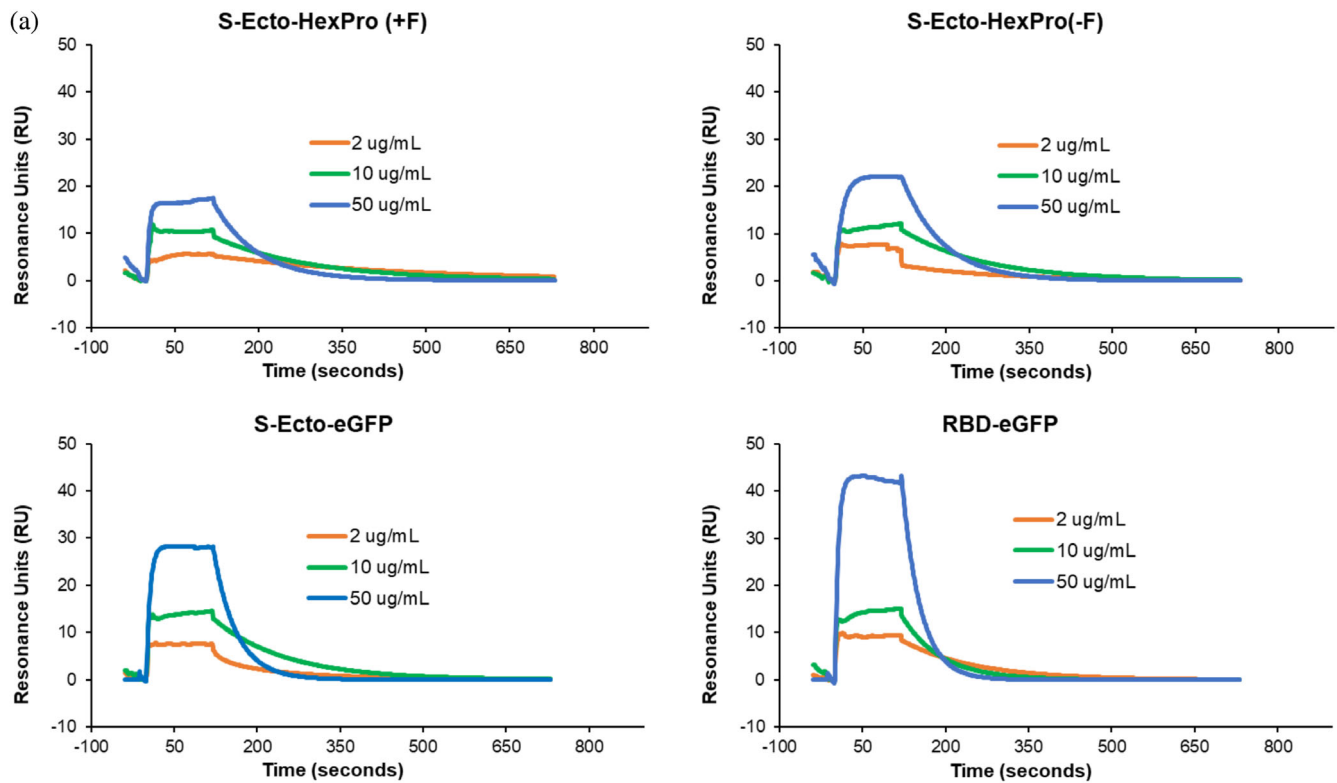 (a)
S-Ecto-HexPro (+F)
50
40
30
20
10
0
-10
Resonance Units (RU)
2 ug/mL
10 ug/mL
50 ug/mL
-100 50 200 350 500 650 800
Time (seconds)
S-Ecto-HexPro(-F)
50
40
30
20
10
0
-10
Resonance Units (RU)
2 ug/mL
10 ug/mL
50 ug/mL
-100 50 200 350 500 650 800
Time (seconds)
S-Ecto-eGFP
50
40
30
20
10
0
-10
Resonance Units (RU)
2 ug/mL
10 ug/mL
50 ug/mL
-100 50 200 350 500 650 800
Time (seconds)
RBD-eGFP
50
40
30
20
10
0
-10
Resonance Units (RU)
2 ug/mL
10 ug/mL
50 ug/mL
-100 50 200 350 500 650 800
Time (seconds)